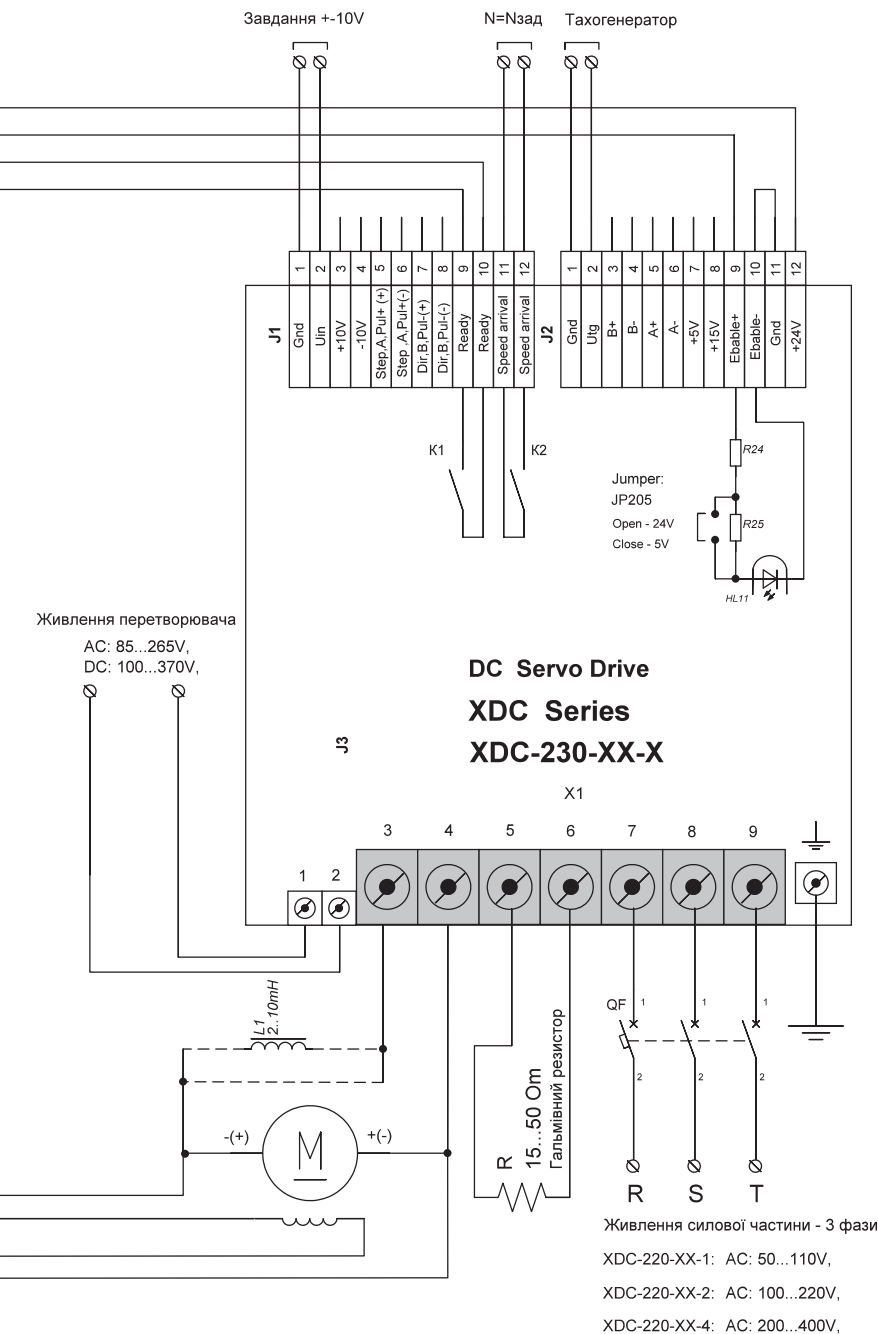 Завдання +-10V
N=Nзад
Тахогенератор
J1
1 2 3 4 5 6 7 8 9 10 11 12
Gnd
Uin
+10V
-10V
Step,A,Pul+ (+)
Step ,A,Pul+(-)
Dir,B,Pul-(+)
Dir,B,Pul-(-)
Ready
Ready
Speed arrival
Speed arrival
J2
1 2 3 4 5 6 7 8 9 10 11 12
Gnd
Utg
B+
B-
A+
A-
+5V
+15V
Ebable+
Ebable-
Gnd
+24V
K1
K2
R24
Jumper:
JP205
Open - 24V
Close - 5V
R25
HL11
Живлення перетворювача
AC: 85...265V,
DC: 100...370V,
DC Servo Drive
XDC Series
XDC-230-XX-X
J3
X1
1 2 3 4 5 6 7 8 9
L1
2..10mH
-(+)
M
+(-)
R
15...50 Om
Гальмівний резистор
QF
1 1 1
2 2 2
R S T
Живлення силової частини - 3 фази
XDC-220-XX-1: AC: 50...110V,
XDC-220-XX-2: AC: 100...220V,
XDC-220-XX-4: AC: 200...400V,